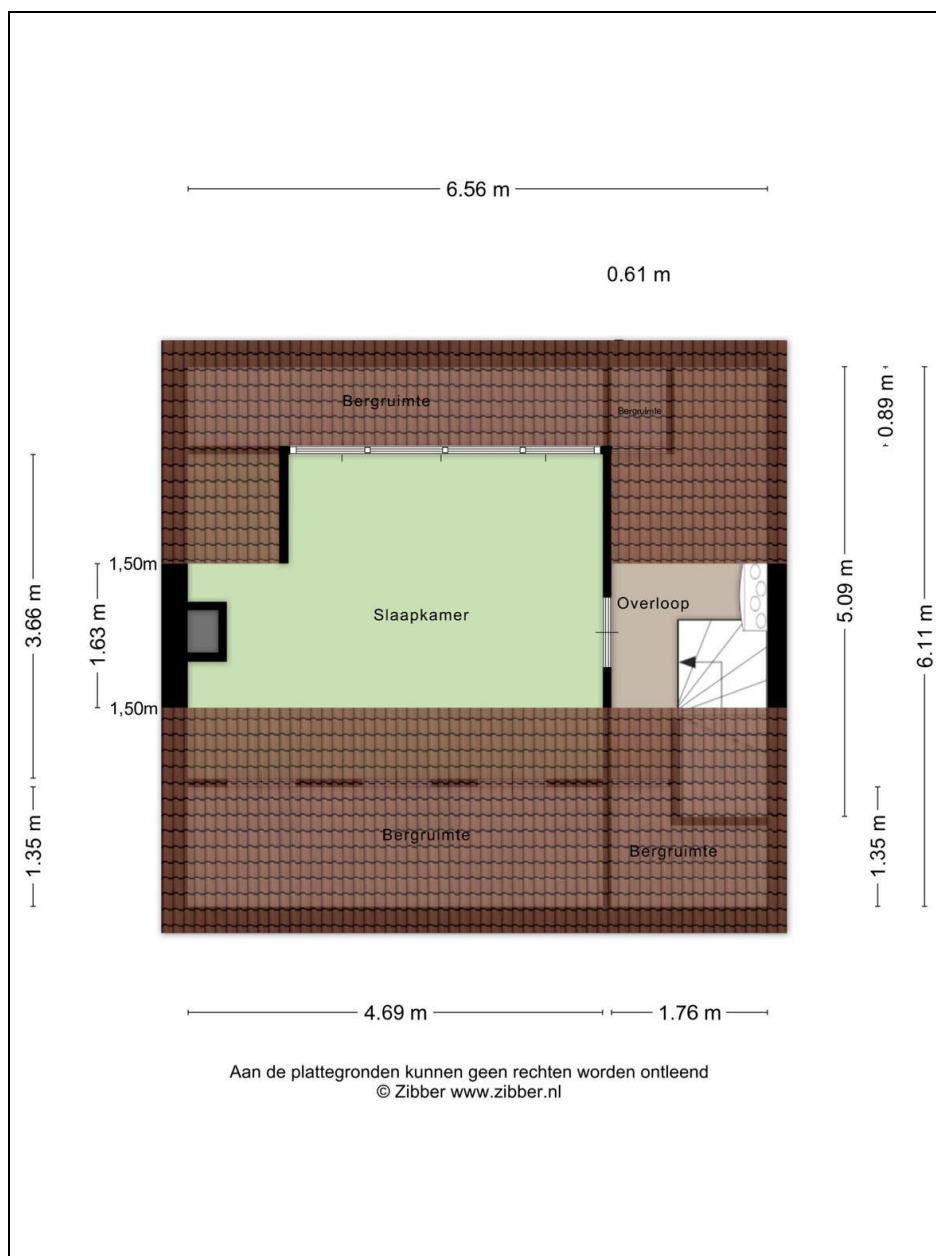 6.56 m
0.61 m
Bergruimte
Bergruimte
0.89 m
1,50m
3.66 m
1.63 m
Slaapkamer
Overloop
5.09 m
6.11 m
1,50m
1.35 m
Bergruimte
Bergruimte
1.35 m
4.69 m
1.76 m
Aan de plattegronden kunnen geen rechten worden ontleend
© Zibber www.zibber.nl